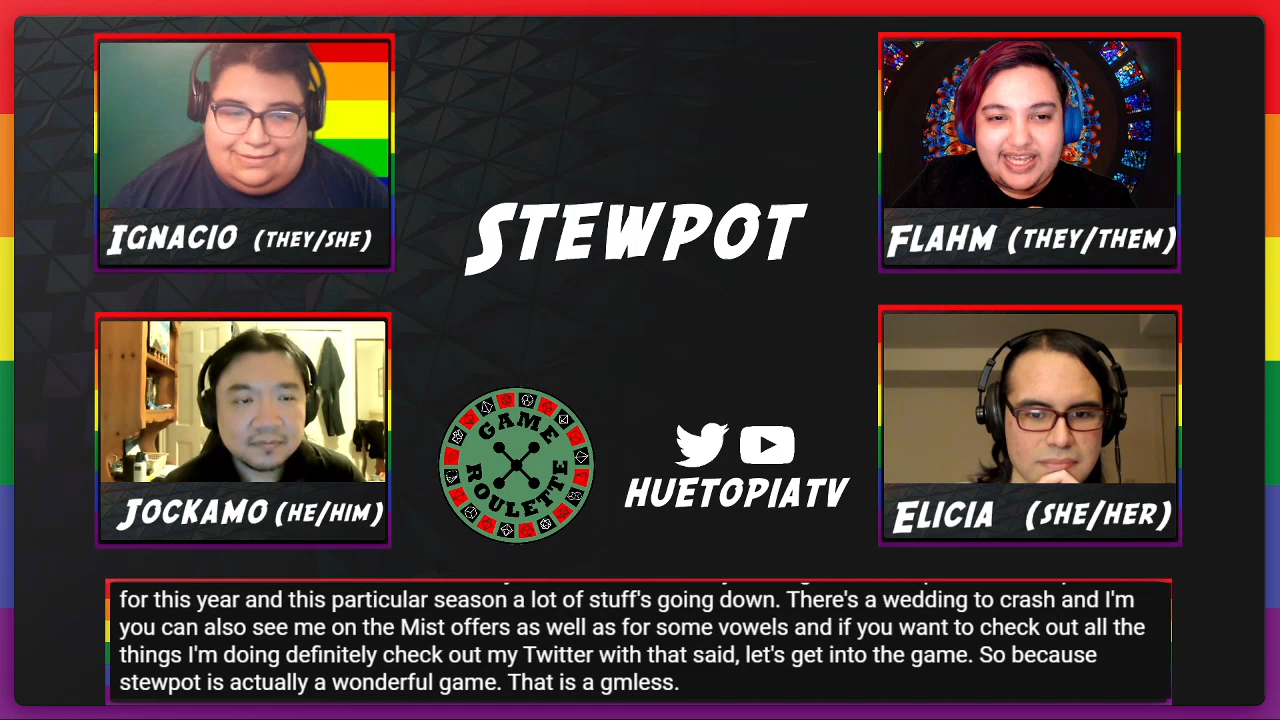 IGNACIO (THEY/SHE)
FLAHM (THEY/THEM)
STEWPOT
JOCKAMO (HE/HIM)
GAME
ROULETTE
HUETOPIATV
ELICIA (SHE/HER)
for this year and this particular season a lot of stuff's going down. There's a wedding to crash and I'm
you can also see me on the Mist offers as well as for some vowels and if you want to check out all the
things I'm doing definitely check out my Twitter with that said, let's get into the game. So because
stewpot is actually a wonderful game. That is a gmless.